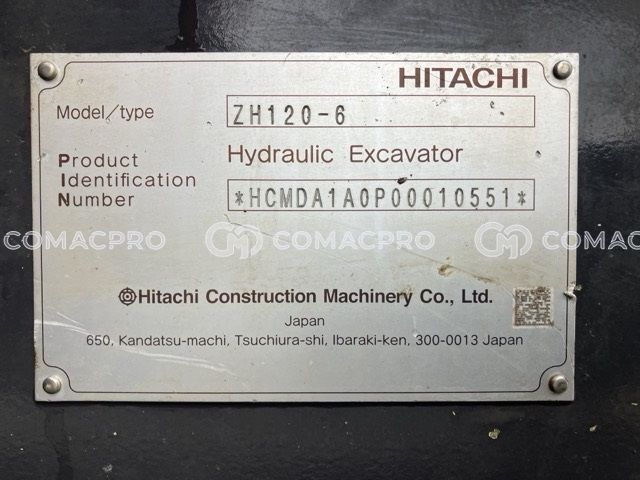 HITACHI
Model/type ZH120-6
Hydraulic Excavator
Product
Identification
Number *HCMDA1A0P00010551*
COMACPRO COMACPRO COMACPRO
Hitachi Construction Machinery Co., Ltd.
Japan
650, Kandatsu-machi, Tsuchiura-shi, Ibaraki-ken, 300-0013 Japan